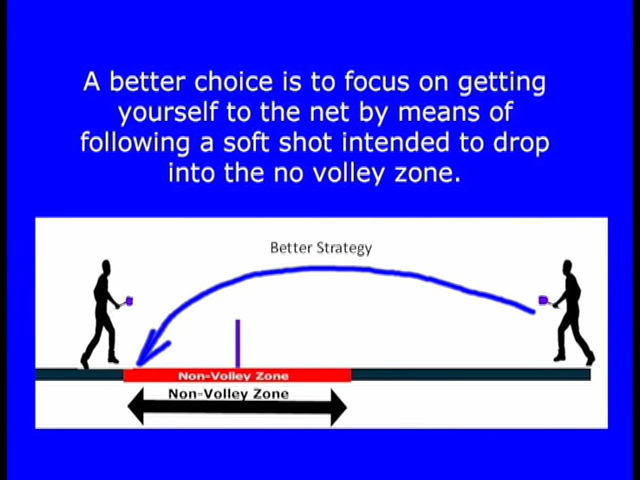 A better choice is to focus on getting
yourself to the net by means of
following a soft shot intended to drop
into the no volley zone.
Better Strategy
Non-Volley Zone
Non-Volley Zone